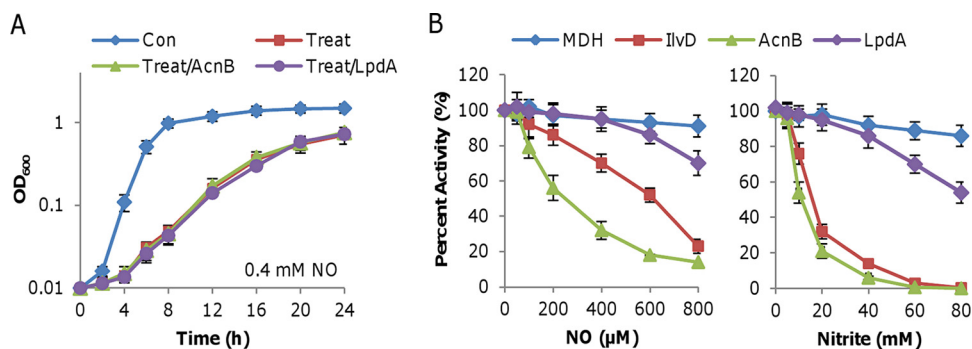 A
Con
Treat
Treat/AcnB
Treat/LpdA
OD600
1
0.1
0.01
0.4 mM NO
0 4 8 12 16 20 24
Time (h)
B
MDH IlvD AcnB LpdA
Percent Activity (%)
120
100
80
60
40
20
0
0 200 400 600 800
NO (µM)
120
100
80
60
40
20
0
0 20 40 60 80
Nitrite (mM)